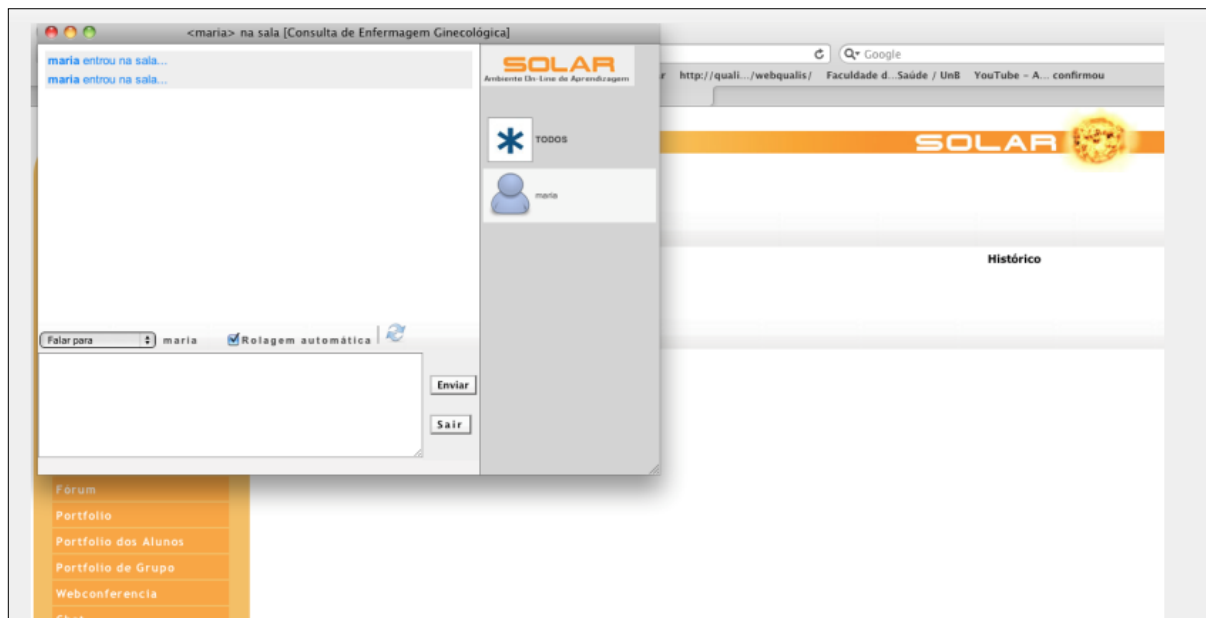 <maria> na sala [Consulta de Enfermagem Ginecológica]
maria entrou na sala...
maria entrou na sala...
SOLAR
Ambiente On-Line de Aprendizagem
TODOS
maria
Falar para
maria
Rolagem automática
Enviar
Sair
Google
http://quali.../webqualis/ Faculdade d...Saúde / UnB YouTube - A... confirmou
SOLAR
Histórico
Fórum
Portfolio
Portfolio dos Alunos
Portfolio de Grupo
Webconferencia